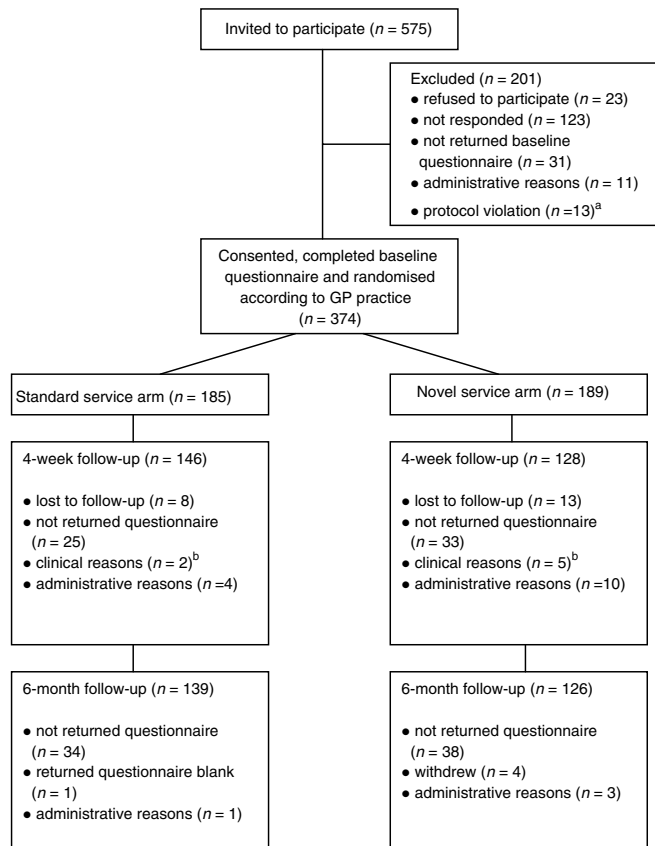 Invited to participate (n = 575)
Excluded (n = 201)
● refused to participate (n = 23)
● not responded (n = 123)
● not returned baseline
questionnaire (n = 31)
● administrative reasons (n = 11)
● protocol violation (n =13)a
Consented, completed baseline
questionnaire and randomised
according to GP practice
(n = 374)
Standard service arm (n = 185)
Novel service arm (n = 189)
4-week follow-up (n = 146)
● lost to follow-up (n = 8)
● not returned questionnaire
(n = 25)
● clinical reasons (n = 2)b
● administrative reasons (n =4)
4-week follow-up (n = 128)
● lost to follow-up (n = 13)
● not returned questionnaire
(n = 33)
● clinical reasons (n = 5)b
● administrative reasons (n =10)
6-month follow-up (n = 139)
● not returned questionnaire
(n = 34)
● returned questionnaire blank
(n = 1)
● administrative reasons (n = 1)
6-month follow-up (n = 126)
● not returned questionnaire
(n = 38)
● withdrew (n = 4)
● administrative reasons (n = 3)